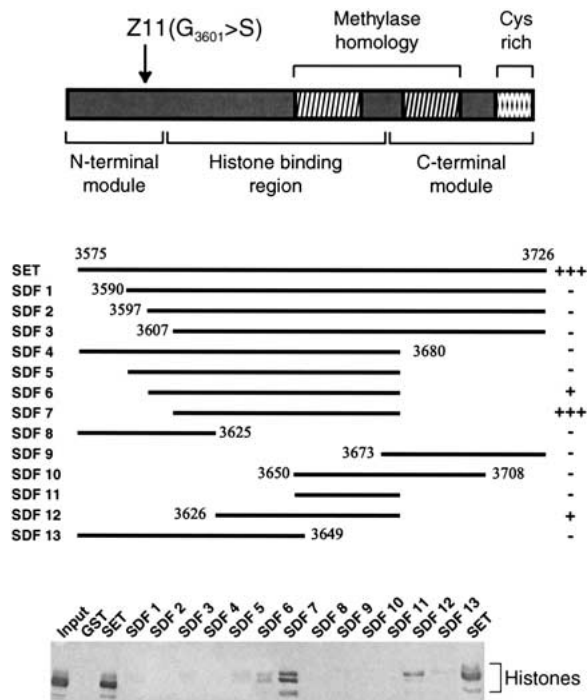 Z11(G3601>S)
Methylase homology
Cys rich
N-terminal module
Histone binding region
C-terminal module
3575 3726
SET +++
SDF 1 3590 -
SDF 2 3597 -
SDF 3 3607 -
SDF 4 3680 -
SDF 5 -
SDF 6 +
SDF 7 +++
SDF 8 3625 -
SDF 9 3673 -
SDF 10 3650 3708 -
SDF 11 -
SDF 12 3626 +
SDF 13 3649 -
Input GST SET SDF 1 SDF 2 SDF 3 SDF 4 SDF 5 SDF 6 SDF 7 SDF 8 SDF 9 SDF 10 SDF 11 SDF 12 SDF 13 SET
Histones